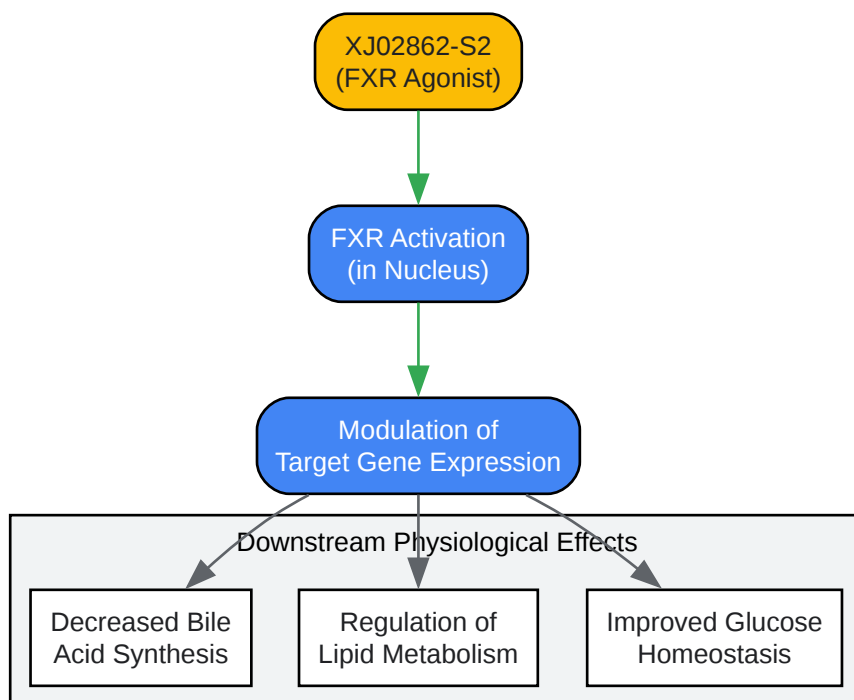 XJ02862-S2
(FXR Agonist)
FXR Activation
(in Nucleus)
Modulation of
Target Gene Expression
Downstream Physiological Effects
Decreased Bile
Acid Synthesis
Regulation of
Lipid Metabolism
Improved Glucose
Homeostasis